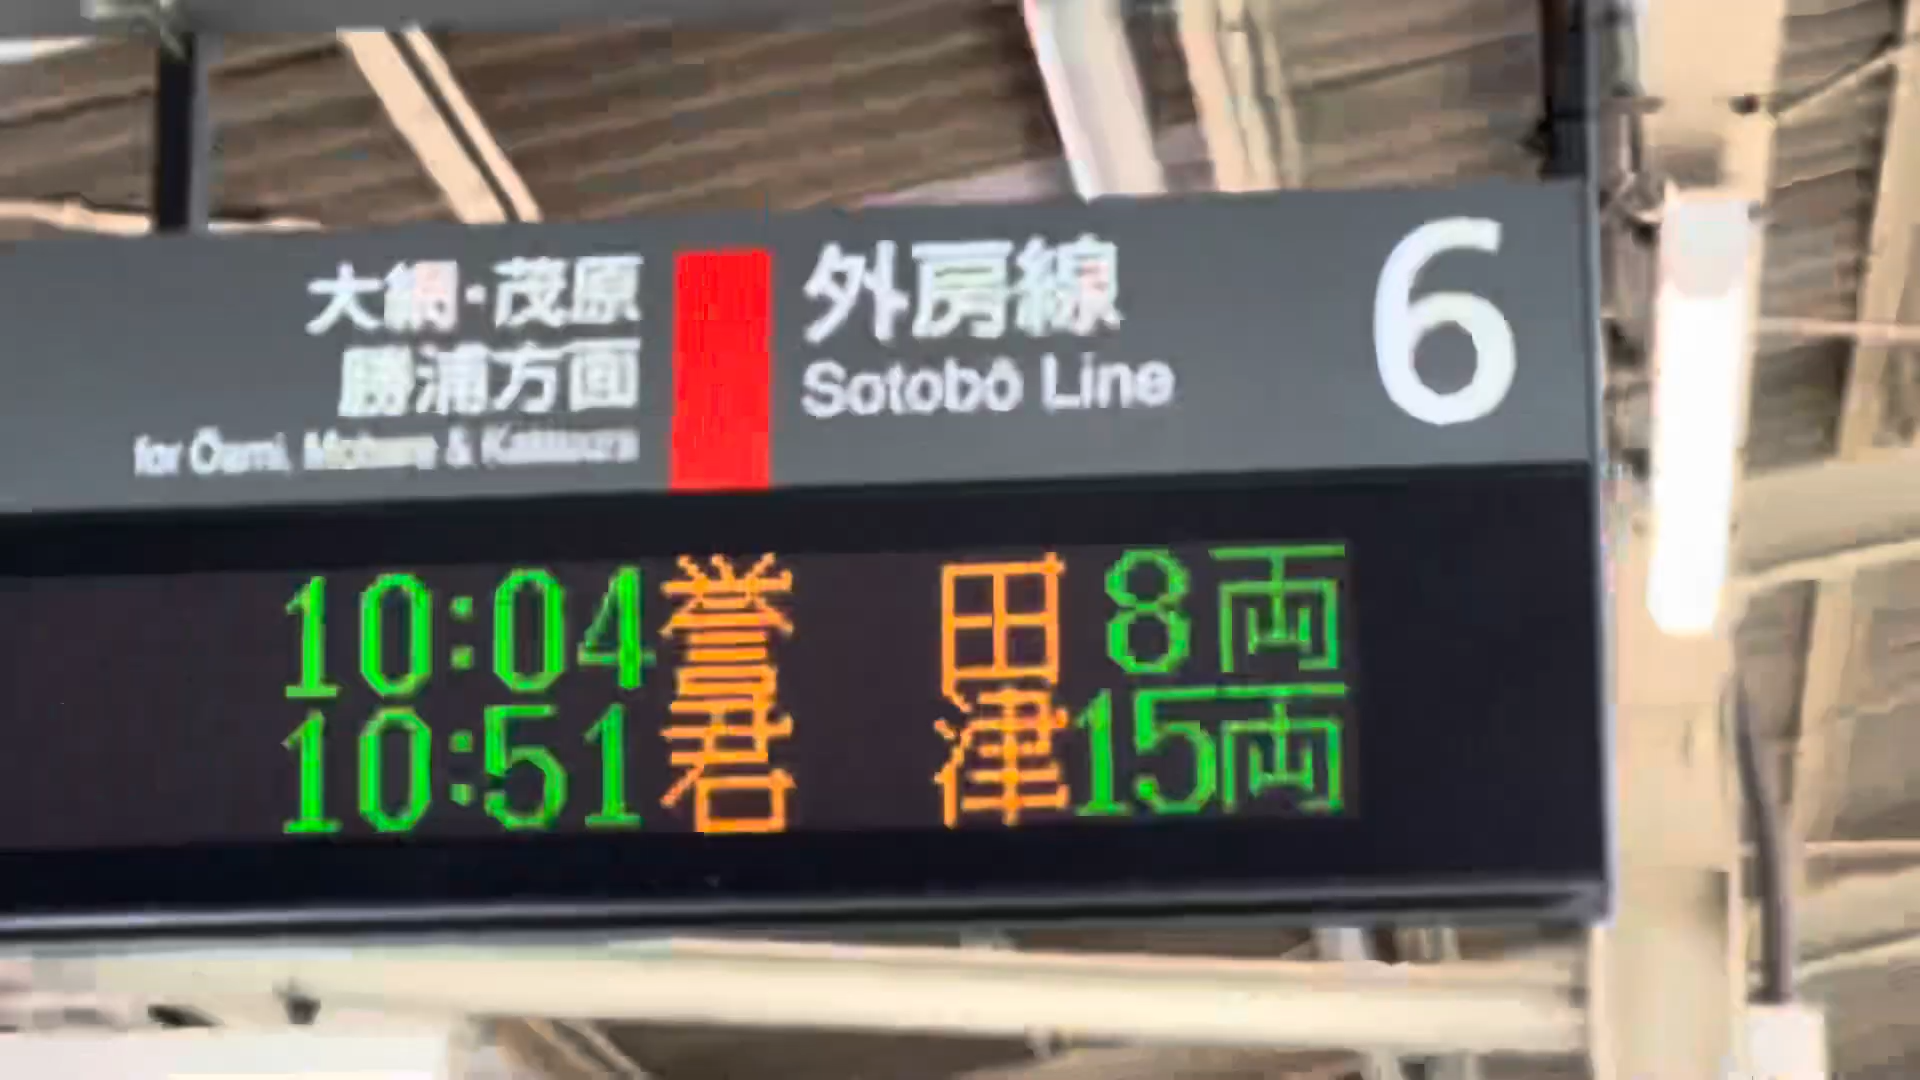 大網・茂原
勝浦方面
for Ōami, Mobara & Katsuura
外房線
Sotobō Line
6
10:04 誉田 8両
10:51 君津 15両